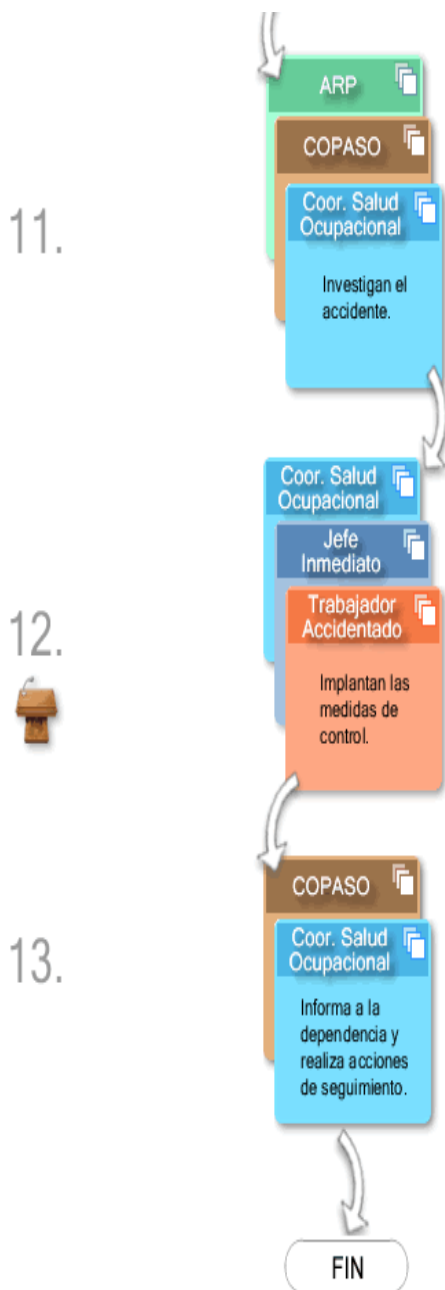 11.
ARP
COPASO
Coor. Salud
Ocupacional
Investigan el
accidente.
12.
Coor. Salud
Ocupacional
Jefe
Inmediato
Trabajador
Accidentado
Implantan las
medidas de
control.
13.
COPASO
Coor. Salud
Ocupacional
Informa a la
dependencia y
realiza acciones
de seguimiento.
FIN